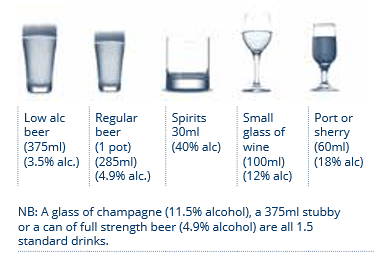 Low alc
beer
(375ml)
(3.5% alc.)
Regular
beer
(1 pot)
(285ml)
(4.9% alc.)
Spirits
30ml
(40% alc)
Small
glass of
wine
(100ml)
(12% alc)
Port or
sherry
(60ml)
(18% alc)
NB: A glass of champagne (11.5% alcohol), a 375ml stubby
or a can of full strength beer (4.9% alcohol) are all 1.5
standard drinks.